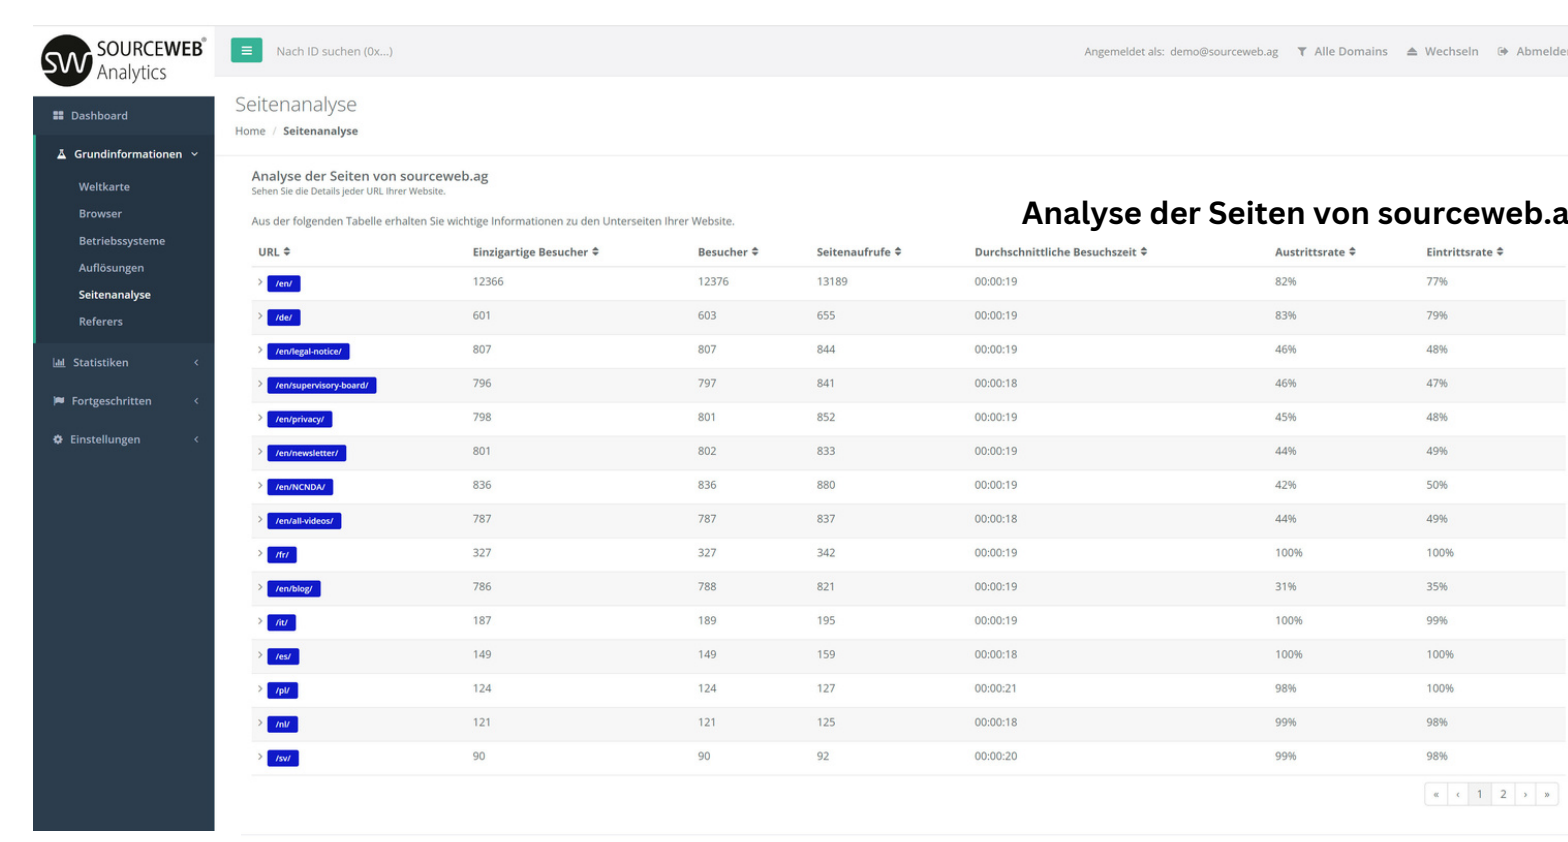 SOURCEWEB®
Analytics
Nach ID suchen (0x...)
Angemeldet als: demo@sourceweb.ag
Alle Domains
Wechseln
Abmelden
Dashboard
Grundinformationen
Weltkarte
Browser
Betriebssysteme
Auflösungen
Seitenanalyse
Referers
Statistiken
Fortgeschritten
Einstellungen
Seitenanalyse
Home / Seitenanalyse
Analyse der Seiten von sourceweb.ag
Sehen Sie die Details jeder URL Ihrer Website.
Aus der folgenden Tabelle erhalten Sie wichtige Informationen zu den Unterseiten Ihrer Website.
Analyse der Seiten von sourceweb.a
URL Einzigartige Besucher Besucher Seitenaufrufe Durchschnittliche Besuchszeit Austrittsrate Eintrittsrate
/en/ 12366 12376 13189 00:00:19 82% 77%
/de/ 601 603 655 00:00:19 83% 79%
/en/legal-notice/ 807 807 844 00:00:19 46% 48%
/en/supervisory-board/ 796 797 841 00:00:18 46% 47%
/en/privacy/ 798 801 852 00:00:19 45% 48%
/en/newsletter/ 801 802 833 00:00:19 44% 49%
/en/NCNDA/ 836 836 880 00:00:19 42% 50%
/en/all-videos/ 787 787 837 00:00:18 44% 49%
/fr/ 327 327 342 00:00:19 100% 100%
/en/blog/ 786 788 821 00:00:19 31% 35%
/it/ 187 189 195 00:00:19 100% 99%
/es/ 149 149 159 00:00:18 100% 100%
/pl/ 124 124 127 00:00:21 98% 100%
/nl/ 121 121 125 00:00:18 99% 98%
/sv/ 90 90 92 00:00:20 99% 98%
« ‹ 1 2 › »